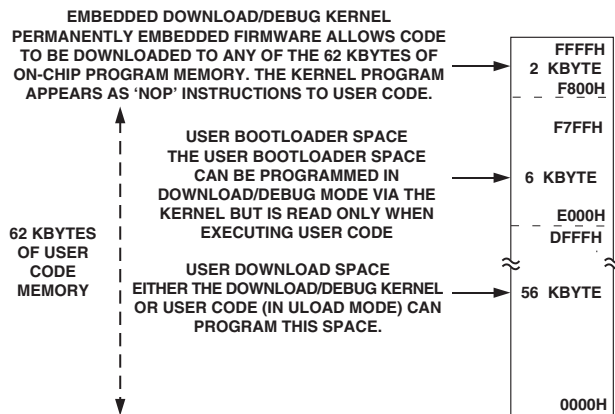 EMBEDDED DOWNLOAD/DEBUG KERNEL
PERMANENTLY EMBEDDED FIRMWARE ALLOWS CODE
TO BE DOWNLOADED TO ANY OF THE 62 KBYTES OF
ON-CHIP PROGRAM MEMORY. THE KERNEL PROGRAM
APPEARS AS ‘NOP’ INSTRUCTIONS TO USER CODE.
FFFFH
2 KBYTE
F800H
USER BOOTLOADER SPACE
THE USER BOOTLOADER SPACE
CAN BE PROGRAMMED IN
DOWNLOAD/DEBUG MODE VIA THE
KERNEL BUT IS READ ONLY WHEN
EXECUTING USER CODE
F7FFH
6 KBYTE
E000H
62 KBYTES
OF USER
CODE
MEMORY
USER DOWNLOAD SPACE
EITHER THE DOWNLOAD/DEBUG KERNEL
OR USER CODE (IN ULOAD MODE) CAN
PROGRAM THIS SPACE.
DFFFH
56 KBYTE
0000H